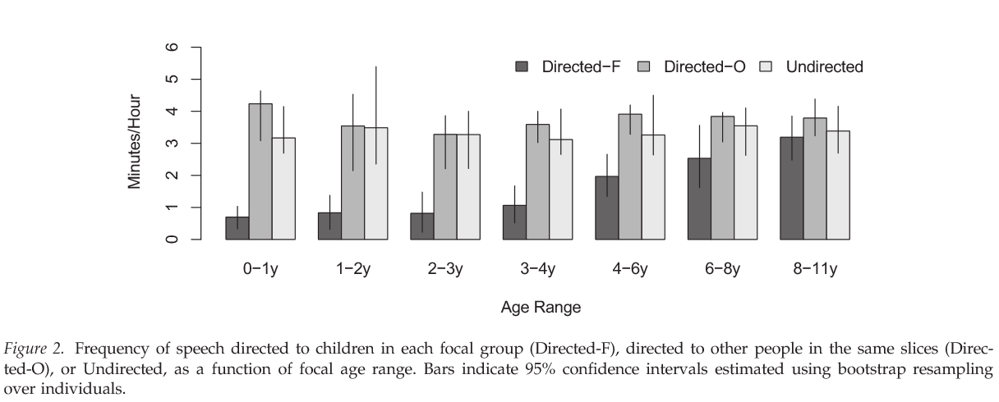 6
5
4
3
2
1
0
Minutes/Hour
Directed−F Directed−O Undirected
0−1y 1−2y 2−3y 3−4y 4−6y 6−8y 8−11y
Age Range
Figure 2. Frequency of speech directed to children in each focal group (Directed-F), directed to other people in the same slices (Direc-
ted-O), or Undirected, as a function of focal age range. Bars indicate 95% confidence intervals estimated using bootstrap resampling
over individuals.